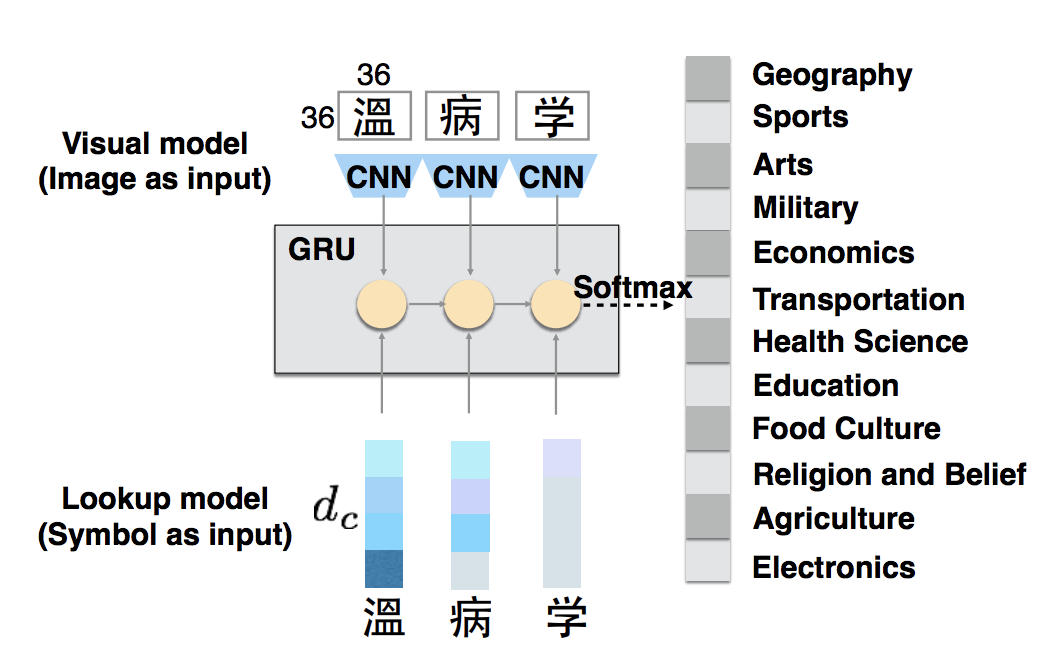 36
36
溫 病 学
Visual model
(Image as input)
CNN CNN CNN
GRU
Softmax
Lookup model
(Symbol as input)
d_c
溫 病 学
Geography
Sports
Arts
Military
Economics
Transportation
Health Science
Education
Food Culture
Religion and Belief
Agriculture
Electronics